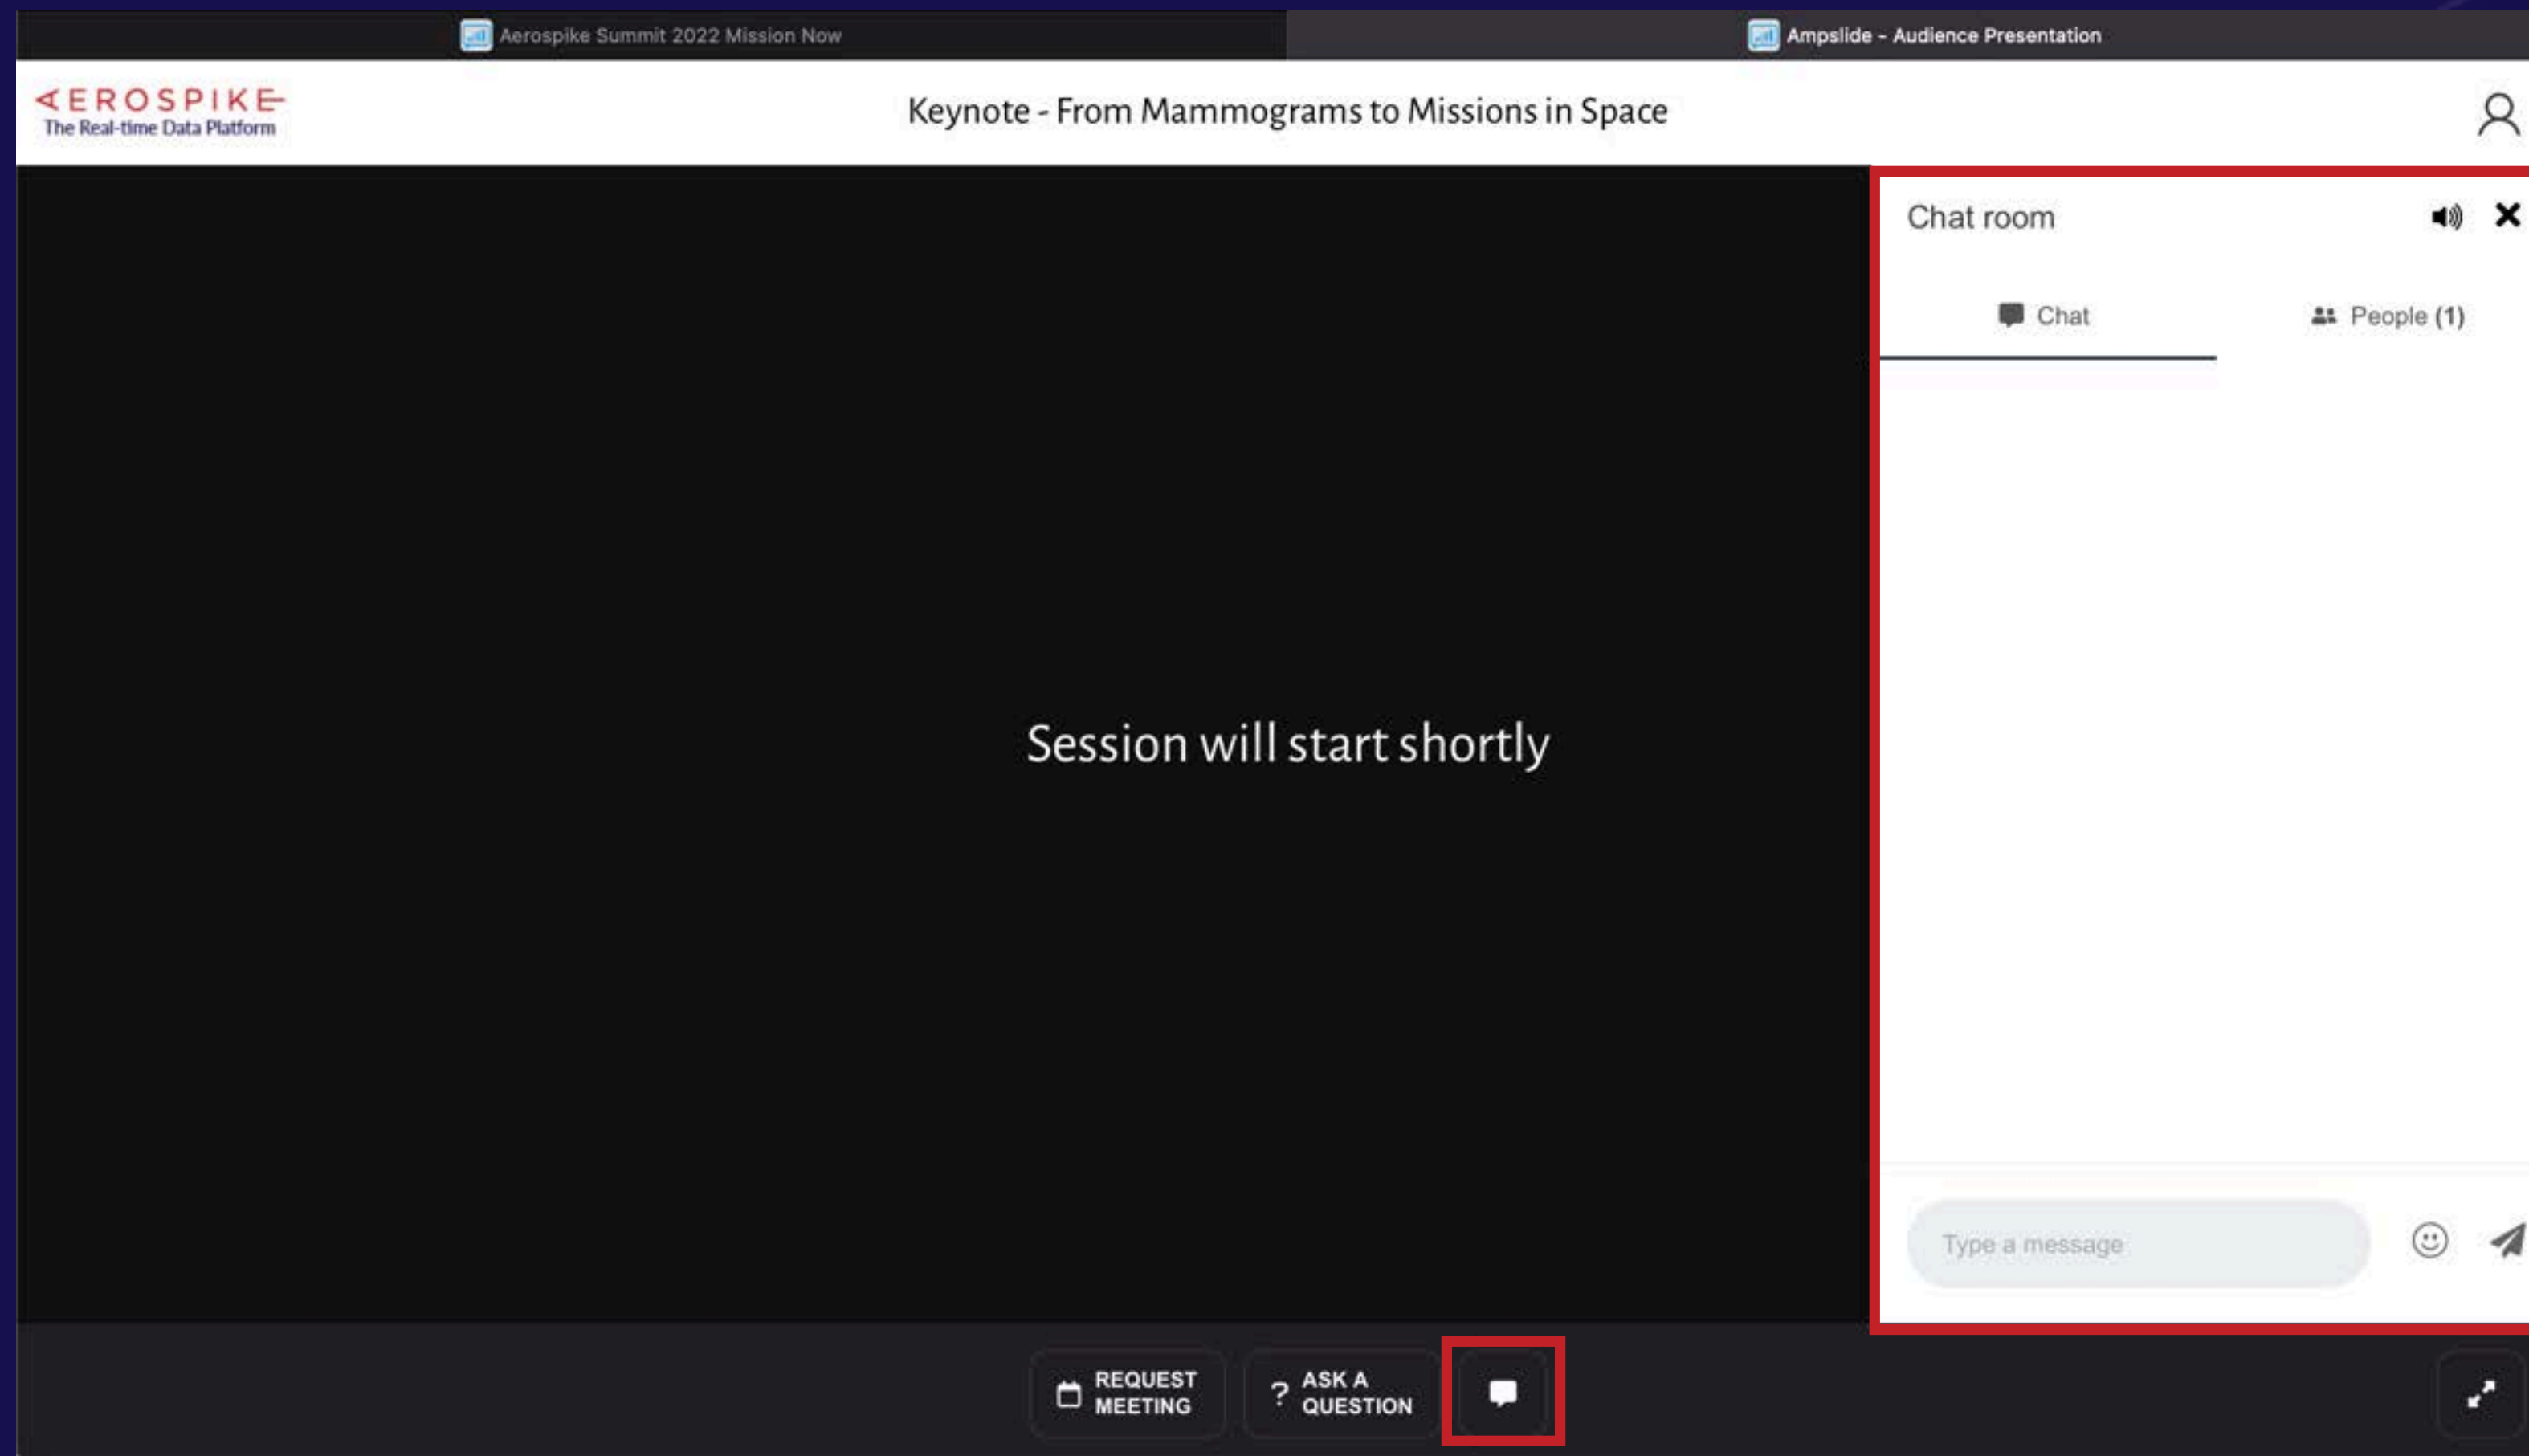 Aerospike Summit 2022 Mission Now
Ampslide - Audience Presentation
AEROSPIKE
The Real-time Data Platform
Keynote - From Mammograms to Missions in Space
Chat room
Chat
People (1)
Session will start shortly
Type a message
REQUEST
MEETING
? ASK A
QUESTION